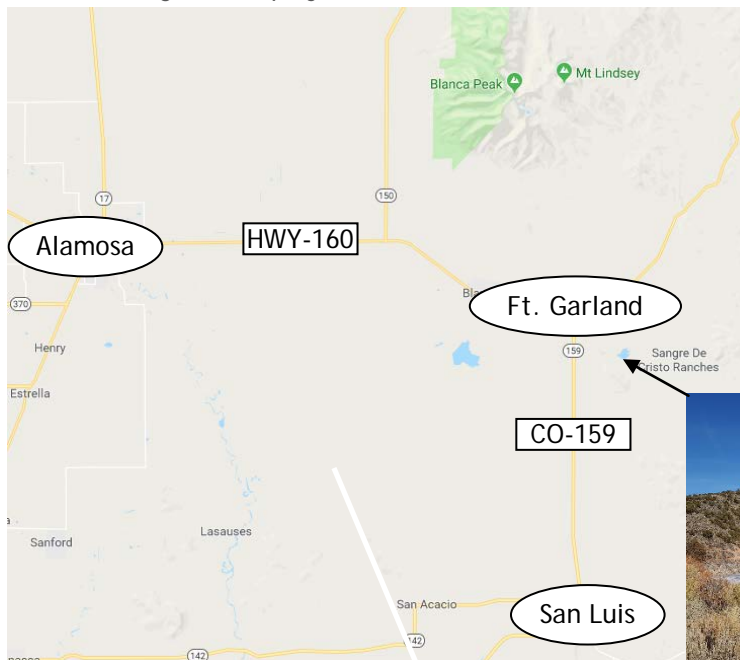 Blanca Peak
Mt Lindsey
17
150
Alamosa
HWY-160
Ft. Garland
370
159
Henry
Sangre De
Cristo Ranches
Estrella
CO-159
Sanford
Lasauses
San Acacio
San Luis
142
142